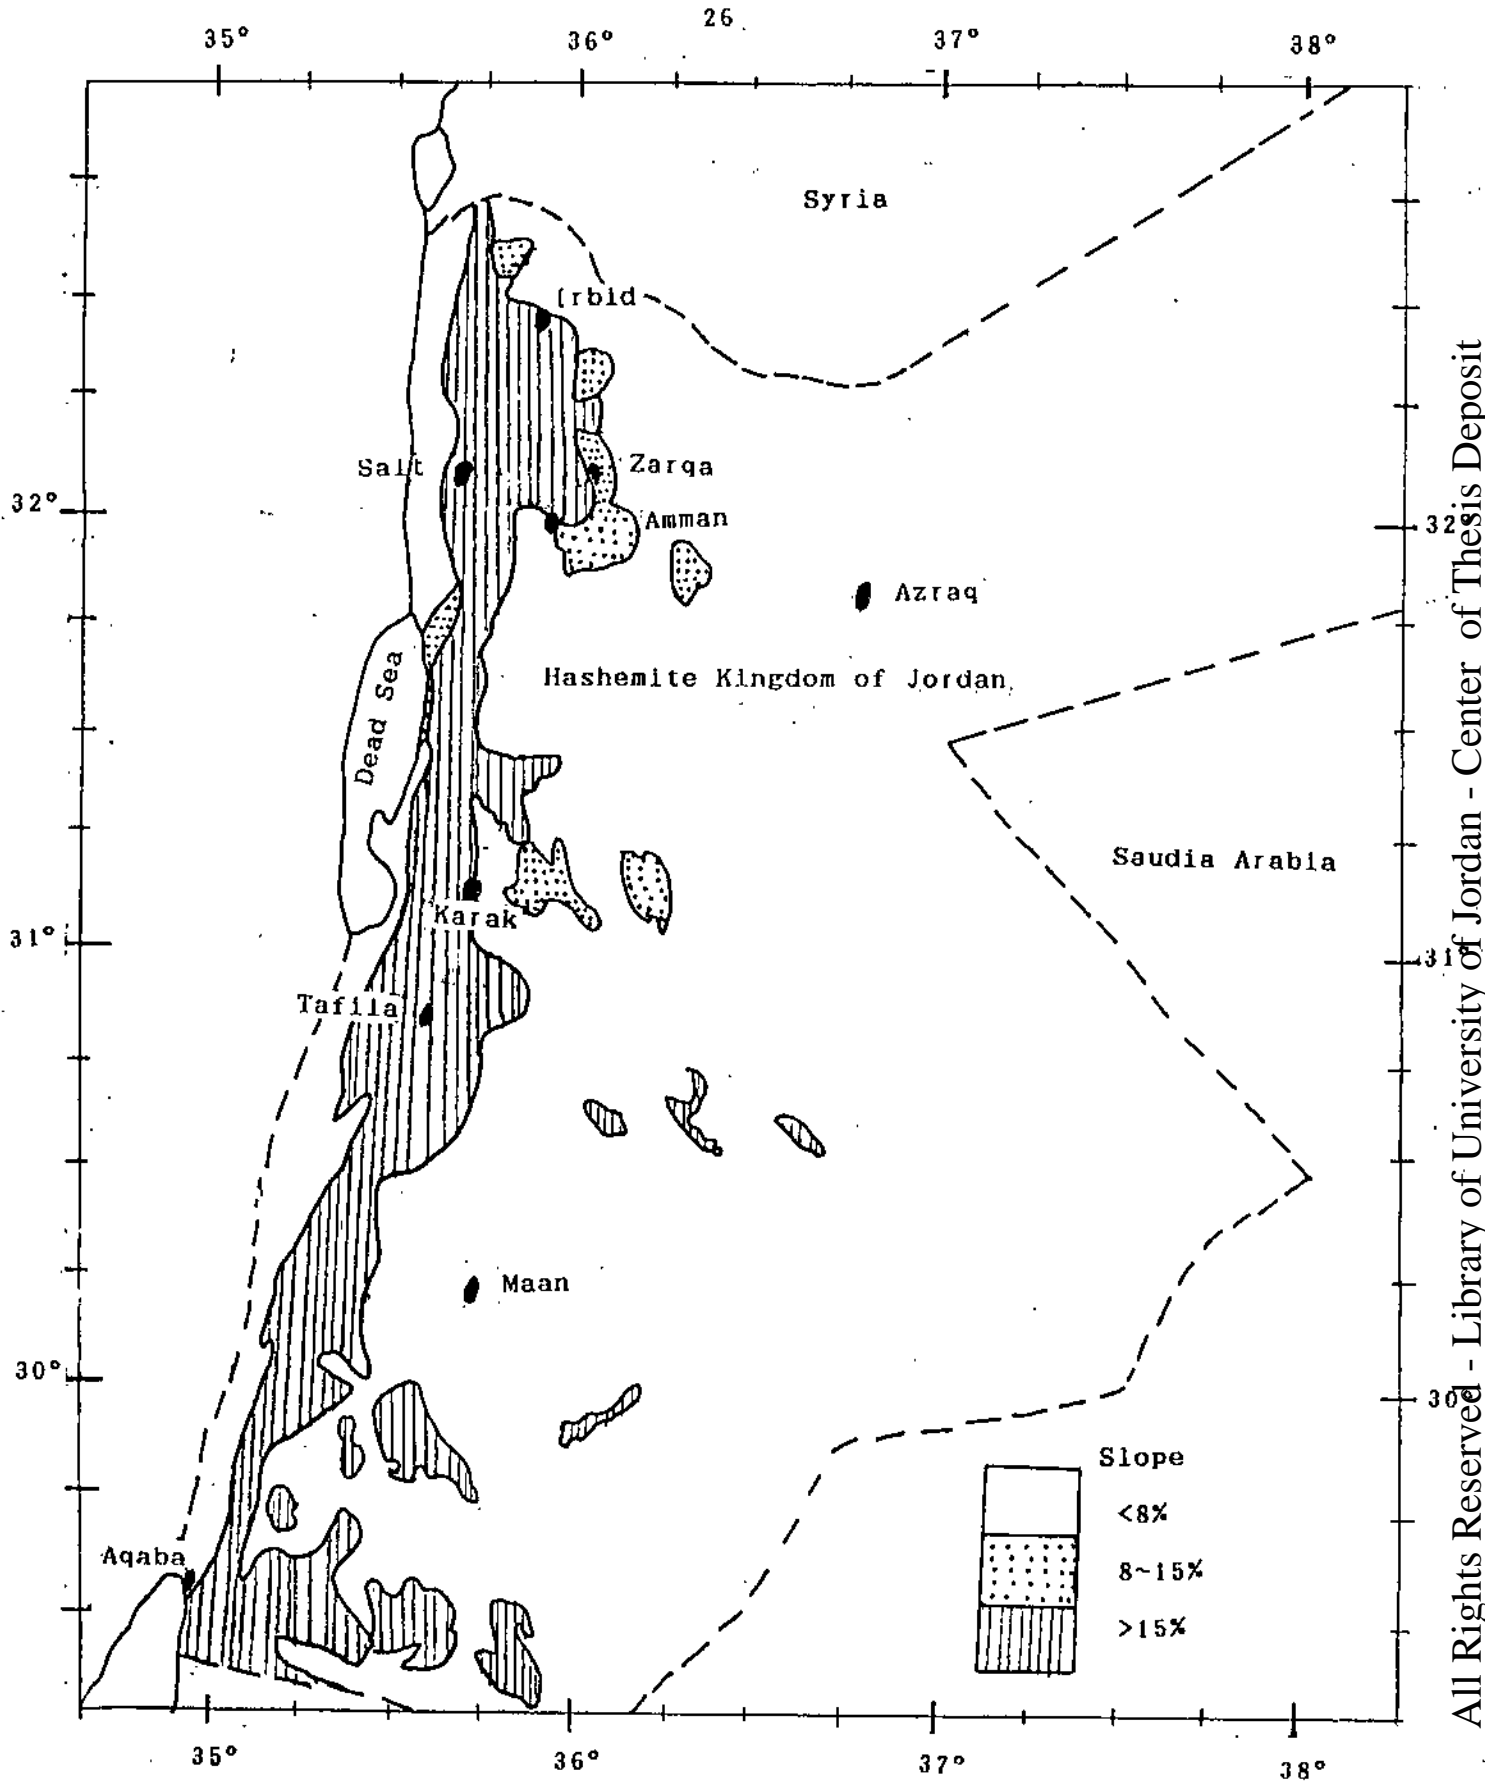 26
35° 36° 37° 38°
Syria
[rbid
Salt
Zarqa
32°
Amman
32°
Azraq
Hashemite Kingdom of Jordan
Dead Sea
Saudia Arabia
Karak
31°
31°
Tafila
Maan
30°
30°
Slope
<8%
8~15%
>15%
Aqaba
35° 36° 37° 38°
All Rights Reserved - Library of University of Jordan - Center of Thesis Deposit